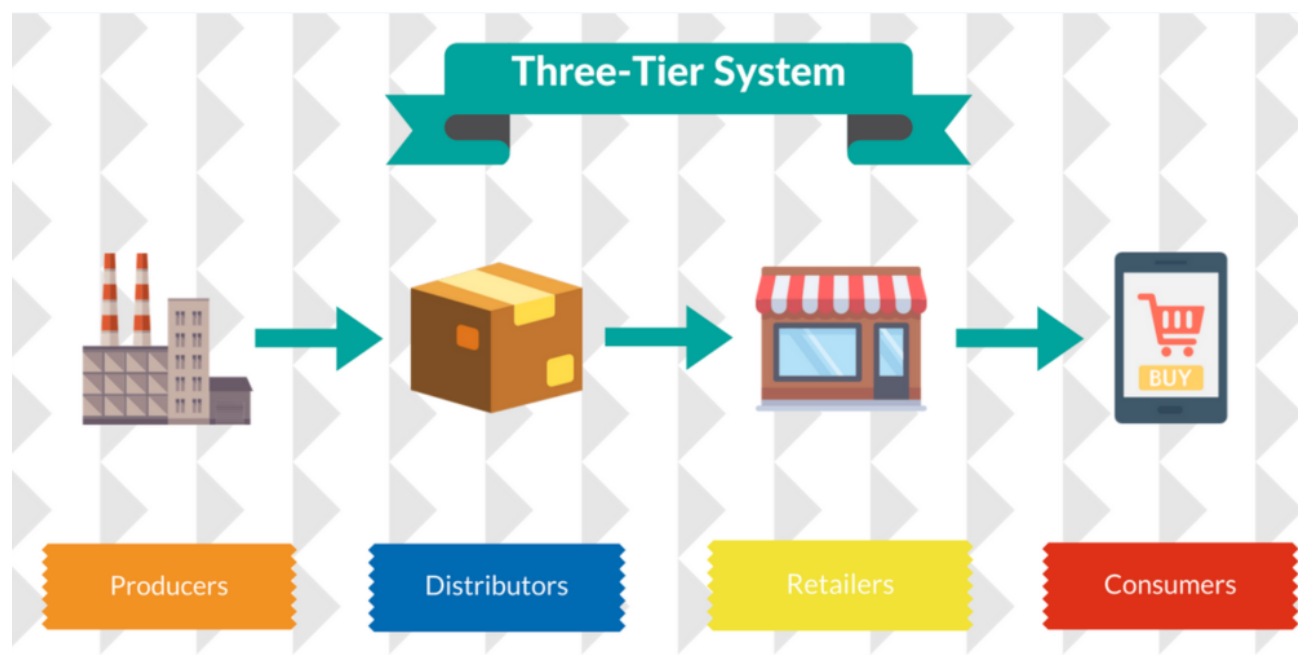 Three-Tier System
BUY
Producers
Distributors
Retailers
Consumers